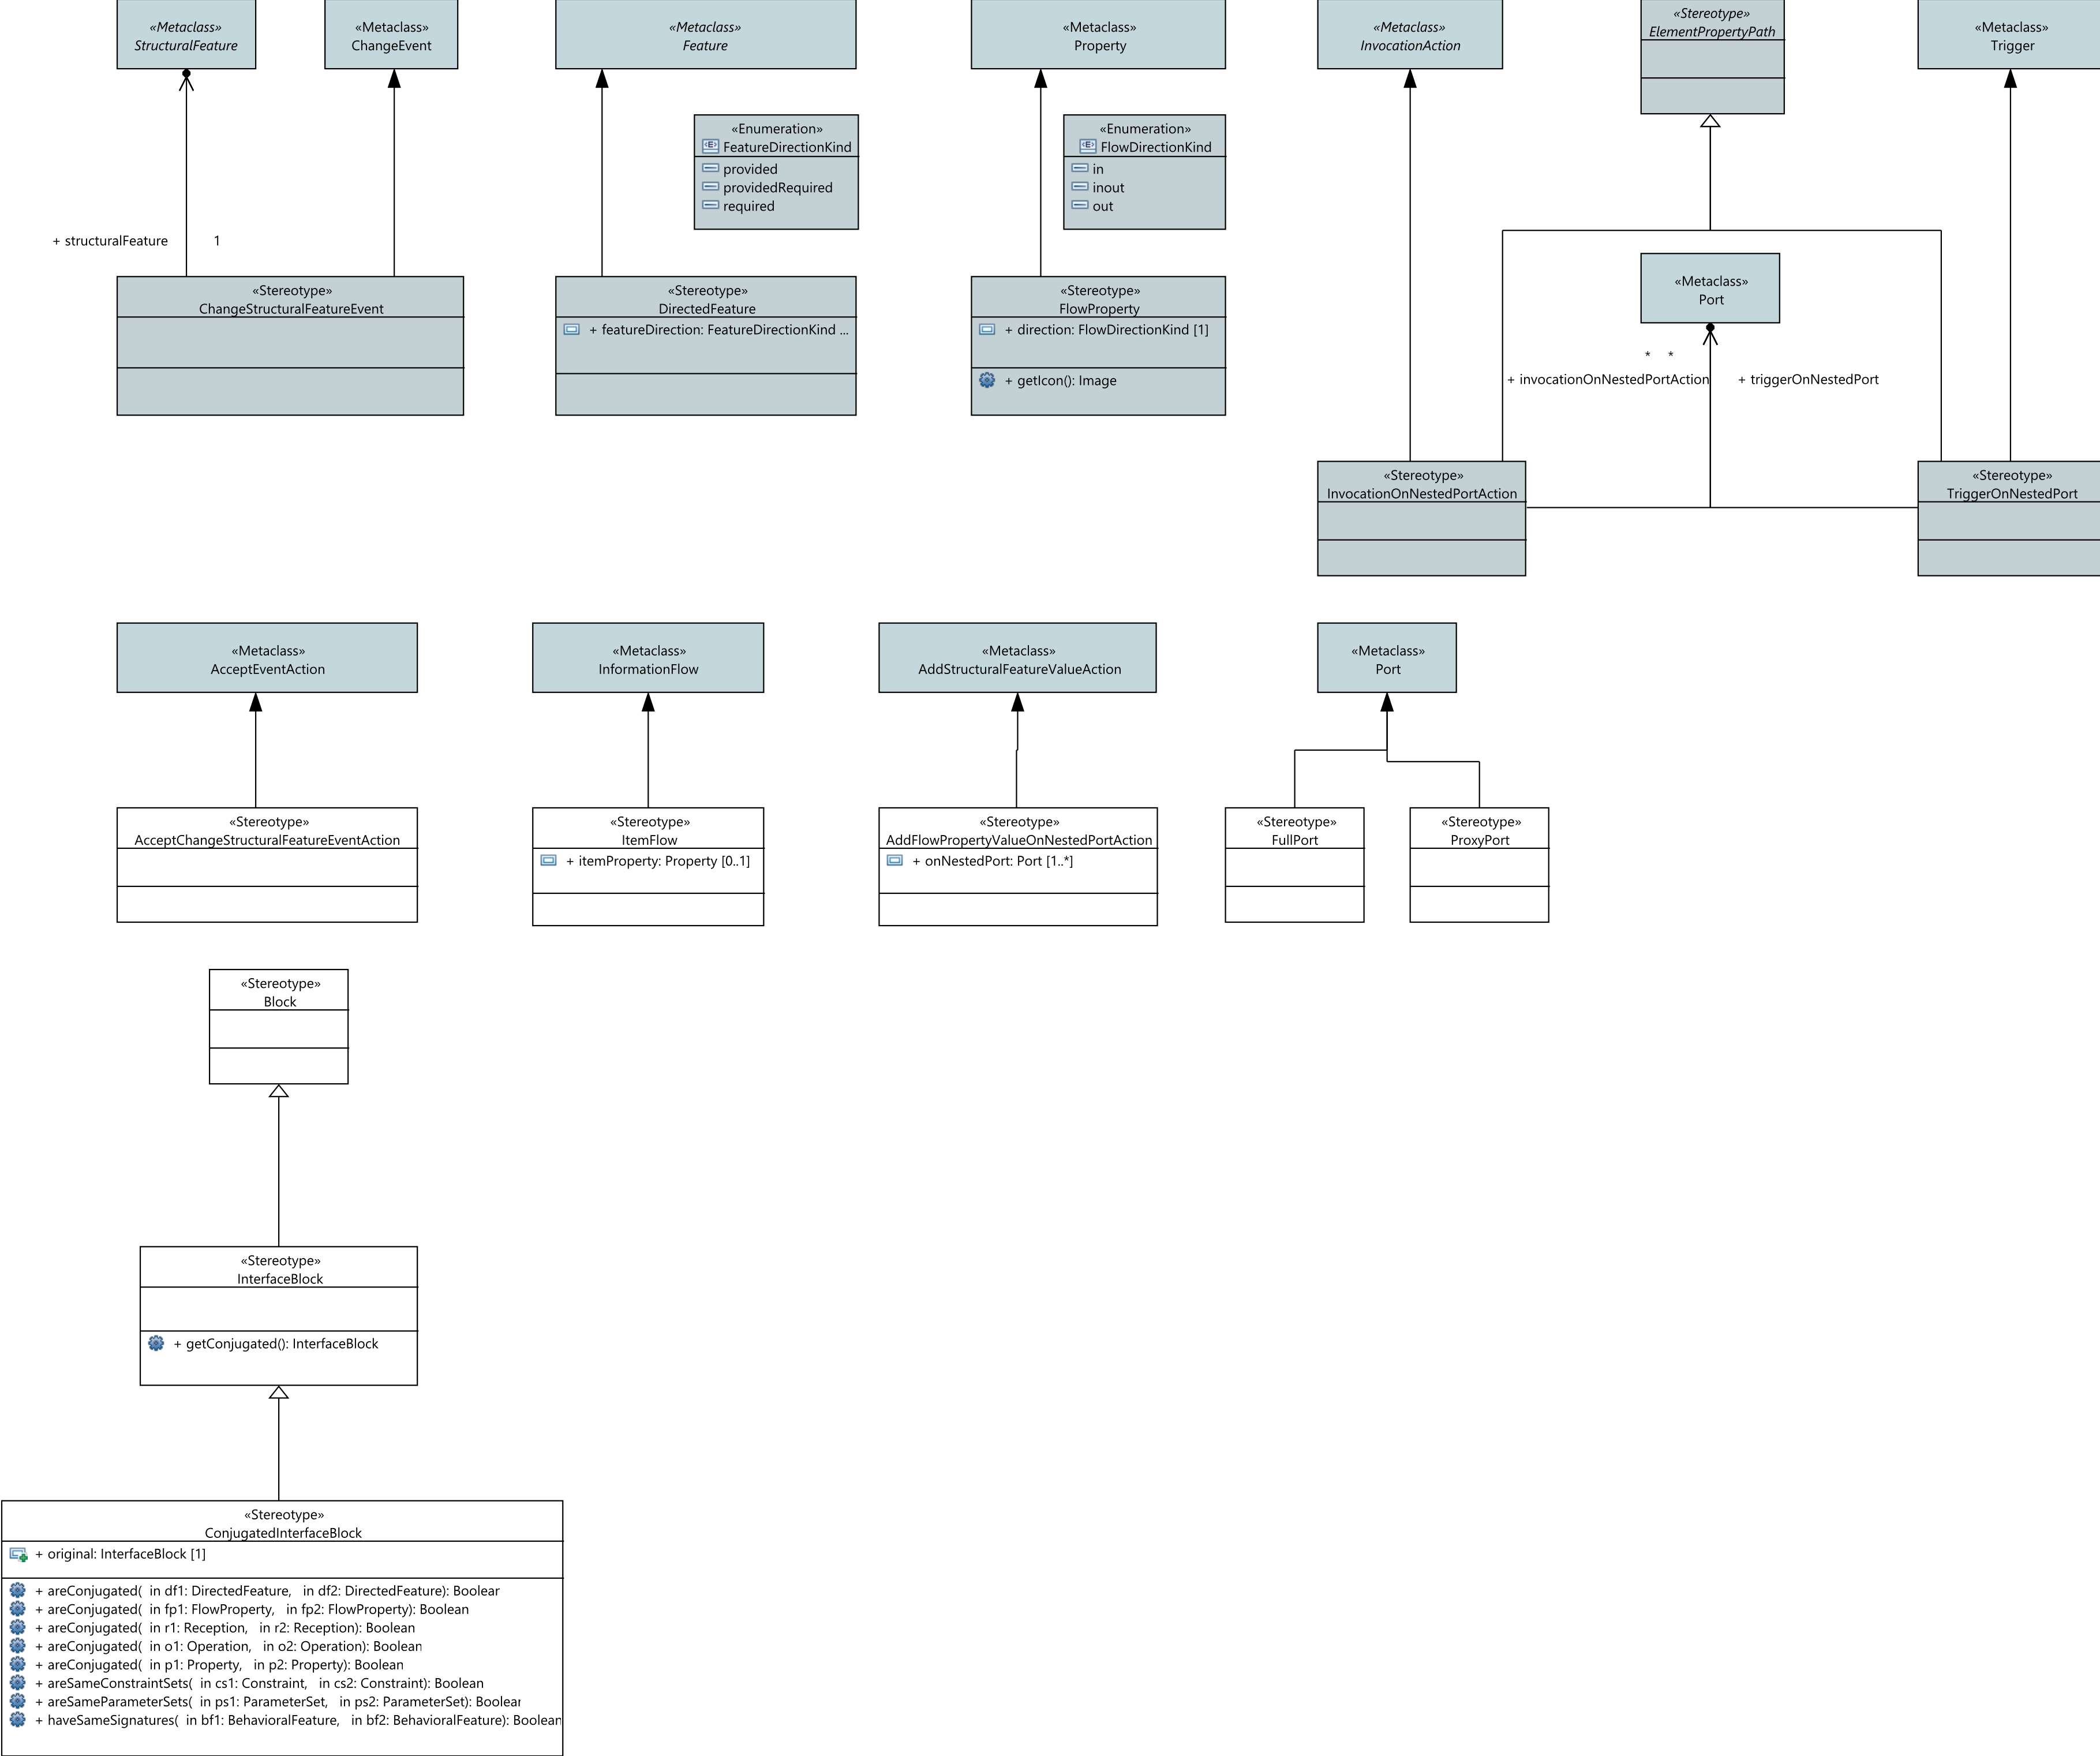 «Metaclass»
StructuralFeature
«Metaclass»
ChangeEvent
«Metaclass»
Feature
«Metaclass»
Property
«Metaclass»
InvocationAction
«Stereotype»
ElementPropertyPath
«Metaclass»
Trigger
«Enumeration»
FeatureDirectionKind
provided
providedRequired
required
«Enumeration»
FlowDirectionKind
in
inout
out
+ structuralFeature
1
«Stereotype»
ChangeStructuralFeatureEvent
«Stereotype»
DirectedFeature
+ featureDirection: FeatureDirectionKind ...
«Stereotype»
FlowProperty
+ direction: FlowDirectionKind [1]
+ getIcon(): Image
«Metaclass»
Port
* *
+ invocationOnNestedPortAction
+ triggerOnNestedPort
«Stereotype»
InvocationOnNestedPortAction
«Stereotype»
TriggerOnNestedPort
«Metaclass»
AcceptEventAction
«Metaclass»
InformationFlow
«Metaclass»
AddStructuralFeatureValueAction
«Metaclass»
Port
«Stereotype»
AcceptChangeStructuralFeatureEventAction
«Stereotype»
ItemFlow
+ itemProperty: Property [0..1]
«Stereotype»
AddFlowPropertyValueOnNestedPortAction
+ onNestedPort: Port [1..*]
«Stereotype»
FullPort
«Stereotype»
ProxyPort
«Stereotype»
Block
«Stereotype»
InterfaceBlock
+ getConjugated(): InterfaceBlock
«Stereotype»
ConjugatedInterfaceBlock
+ original: InterfaceBlock [1]
+ areConjugated( in df1: DirectedFeature, in df2: DirectedFeature): Boolear
+ areConjugated( in fp1: FlowProperty, in fp2: FlowProperty): Boolean
+ areConjugated( in r1: Reception, in r2: Reception): Boolean
+ areConjugated( in o1: Operation, in o2: Operation): Boolean
+ areConjugated( in p1: Property, in p2: Property): Boolean
+ areSameConstraintSets( in cs1: Constraint, in cs2: Constraint): Boolean
+ areSameParameterSets( in ps1: ParameterSet, in ps2: ParameterSet): Boolear
+ haveSameSignatures( in bf1: BehavioralFeature, in bf2: BehavioralFeature): Boolean